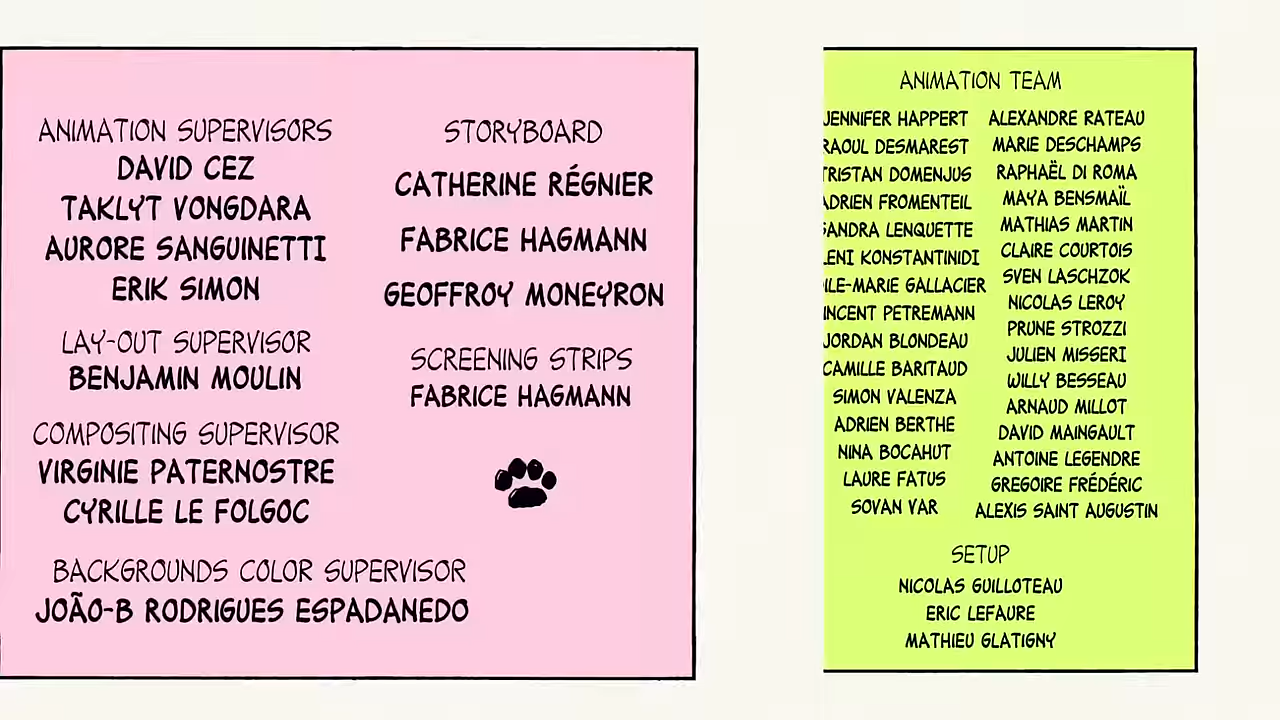 ANIMATION SUPERVISORS
DAVID CEZ
TAKLYT VONGDARA
AURORE SANGUINETTI
ERIK SIMON
LAY-OUT SUPERVISOR
BENJAMIN MOULIN
COMPOSITING SUPERVISOR
VIRGINIE PATERNOSTRE
CYRILLE LE FOLGOC
BACKGROUNDS COLOR SUPERVISOR
JOÃO-B RODRIGUES ESPADANEDO
STORYBOARD
CATHERINE RÉGNIER
FABRICE HAGMANN
GEOFFROY MONEYRON
SCREENING STRIPS
FABRICE HAGMANN
ANIMATION TEAM
JENNIFER HAPPERT
RAOUL DESMAREST
TRISTAN DOMENJUS
ADRIEN FROMENTEIL
SANDRA LENQUETTE
KONSTANTINIDI
GALLACIER
PETREMANN
JORDAN BLONDEAU
CAMILLE BARITAUD
SIMON VALENZA
ADRIEN BERTHE
NINA BOCAHUT
LAURE FATUS
SOVAN VAR
ALEXANDRE RATEAU
MARIE DESCHAMPS
RAPHAËL DI ROMA
MAYA BENSMAÏL
MATHIAS MARTIN
CLAIRE COURTOIS
SVEN LASCHZOK
NICOLAS LEROY
PRUNE STROZZI
JULIEN MISSERI
WILLY BESSEAU
ARNAUD MILLOT
DAVID MAINGAULT
ANTOINE LEGENDRE
GREGOIRE FRÉDÉRIC
ALEXIS SAINT AUGUSTIN
SETUP
NICOLAS GUILLOTEAU
ERIC LEFAURE
MATHIEU GLATIGNY